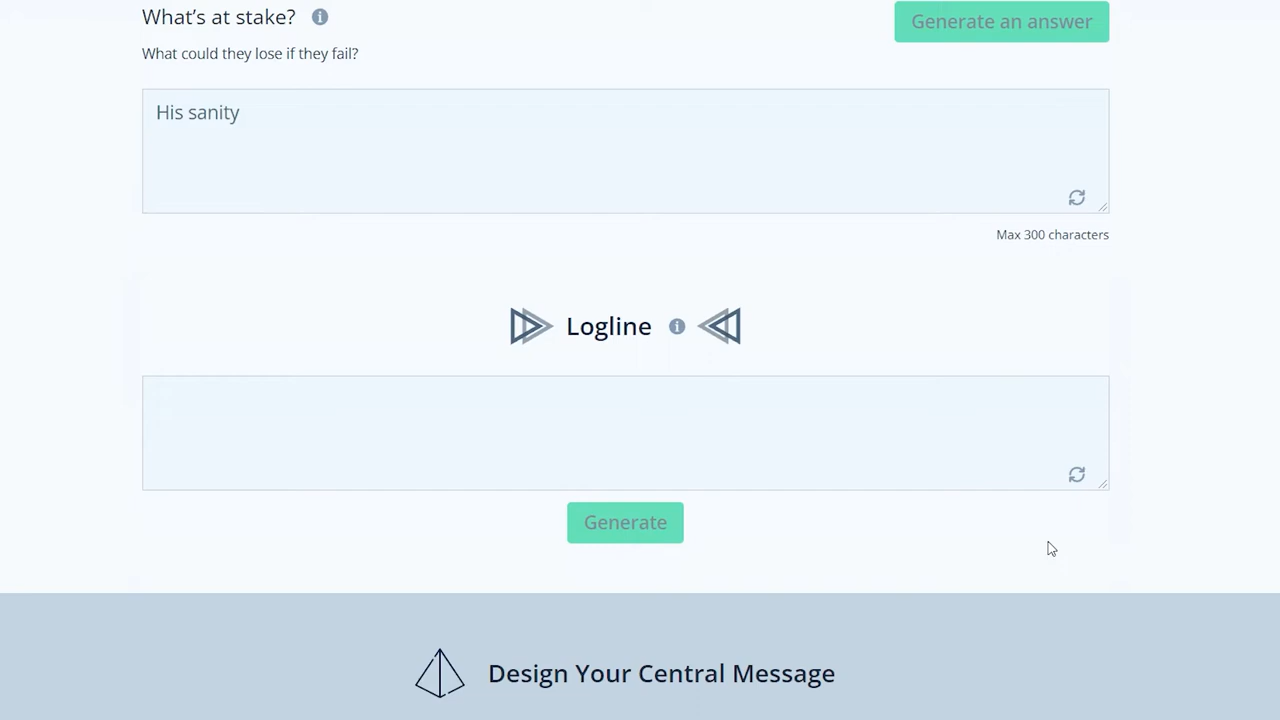 What's at stake?
Generate an answer
What could they lose if they fail?
His sanity
Max 300 characters
Logline
Generate
Design Your Central Message